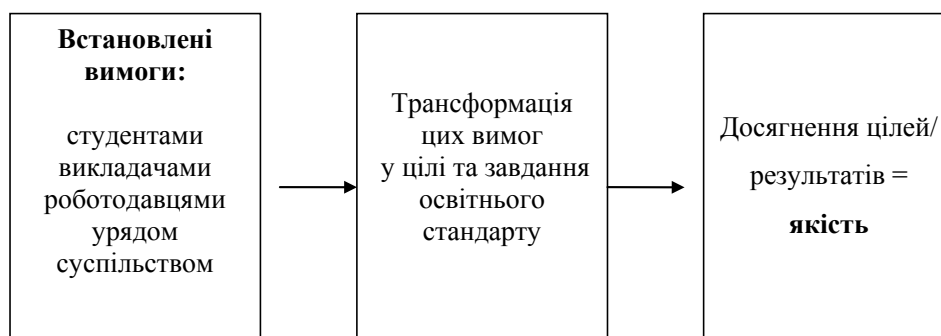 Встановлені
вимоги:
студентами
викладачами
роботодавцями
урядом
суспільством
Трансформація
цих вимог
у цілі та завдання
освітнього
стандарту
Досягнення цілей/
результатів =
якість